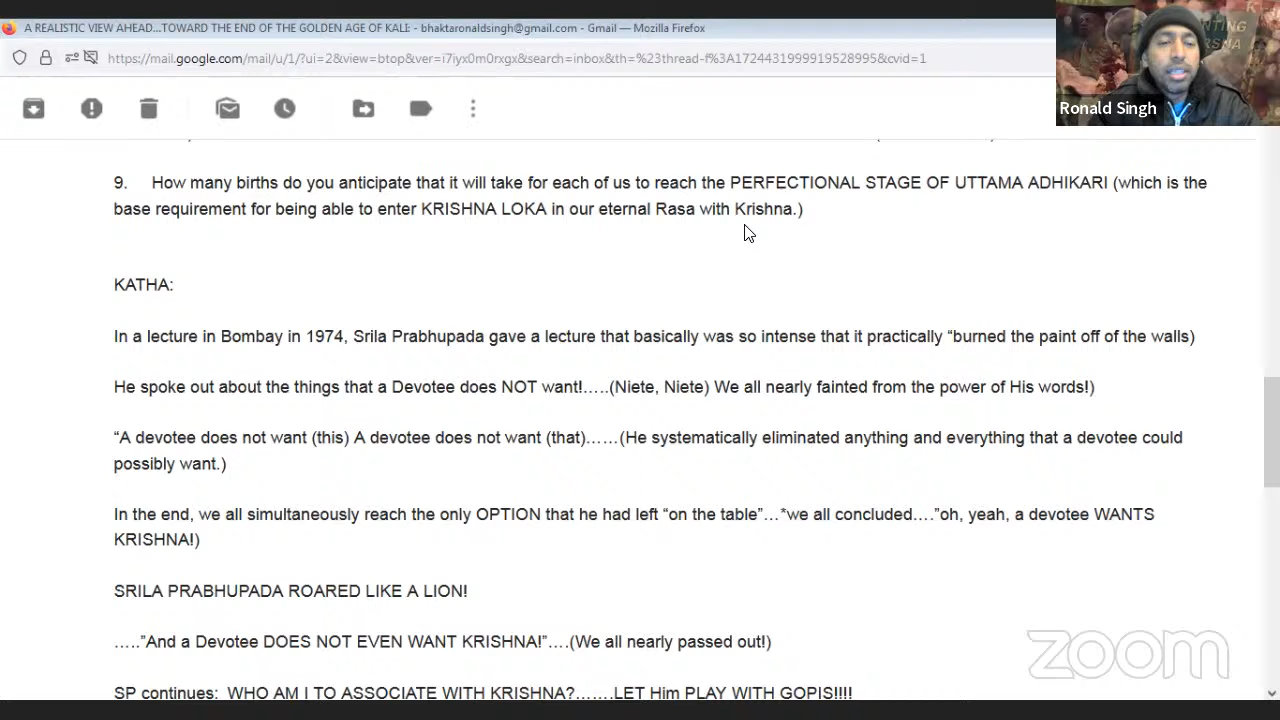 A REALISTIC VIEW AHEAD...TOWARD THE END OF THE GOLDEN AGE OF KALI: - bhaktaronaldsingh@gmail.com - Gmail — Mozilla Firefox
https://mail.google.com/mail/u/1/?ui=2&view=btop&ver=i7iyx0m0rxgx&search=inbox&th=%23thread-f%3A1724431999919528995&cvid=1
Ronald Singh
9. How many births do you anticipate that it will take for each of us to reach the PERFECTIONAL STAGE OF UTTAMA ADHIKARI (which is the
base requirement for being able to enter KRISHNA LOKA in our eternal Rasa with Krishna.)
KATHA:
In a lecture in Bombay in 1974, Srila Prabhupada gave a lecture that basically was so intense that it practically “burned the paint off of the walls)
He spoke out about the things that a Devotee does NOT want!.....(Niete, Niete) We all nearly fainted from the power of His words!)
“A devotee does not want (this) A devotee does not want (that)......(He systematically eliminated anything and everything that a devotee could
possibly want.)
In the end, we all simultaneously reach the only OPTION that he had left “on the table”...*we all concluded....”oh, yeah, a devotee WANTS
KRISHNA!)
SRILA PRABHUPADA ROARED LIKE A LION!
.....”And a Devotee DOES NOT EVEN WANT KRISHNA!”....(We all nearly passed out!)
SP continues: WHO AM I TO ASSOCIATE WITH KRISHNA?.......LET Him PLAY WITH GOPIS!!!!
zoom